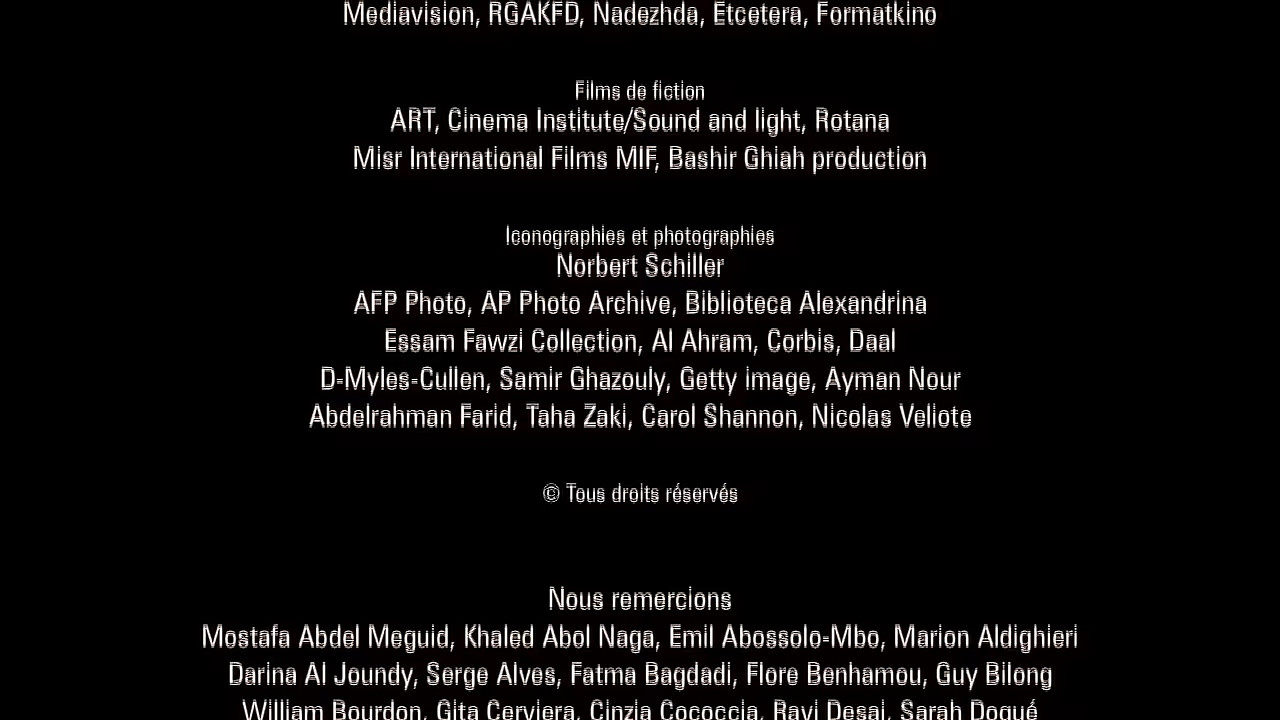 Mediavision, RGAKFD, Nadezhda, Etcetera, Formatkino
Films de fiction
ART, Cinema Institute/Sound and light, Rotana
Misr International Films MIF, Bashir Ghiah production
Iconographies et photographies
Norbert Schiller
AFP Photo, AP Photo Archive, Biblioteca Alexandrina
Essam Fawzi Collection, Al Ahram, Corbis, Daal
D-Myles-Cullen, Samir Ghazouly, Getty image, Ayman Nour
Abdelrahman Farid, Taha Zaki, Carol Shannon, Nicolas Veliote
© Tous droits réservés
Nous remercions
Mostafa Abdel Meguid, Khaled Abol Naga, Emil Abossolo-Mbo, Marion Aldighieri
Darina Al Joundy, Serge Alves, Fatma Bagdadi, Flore Benhamou, Guy Bilong
William Bourdon, Gita Cerviera, Cinzia Cococcia, Ravi Desai, Sarah Dogué